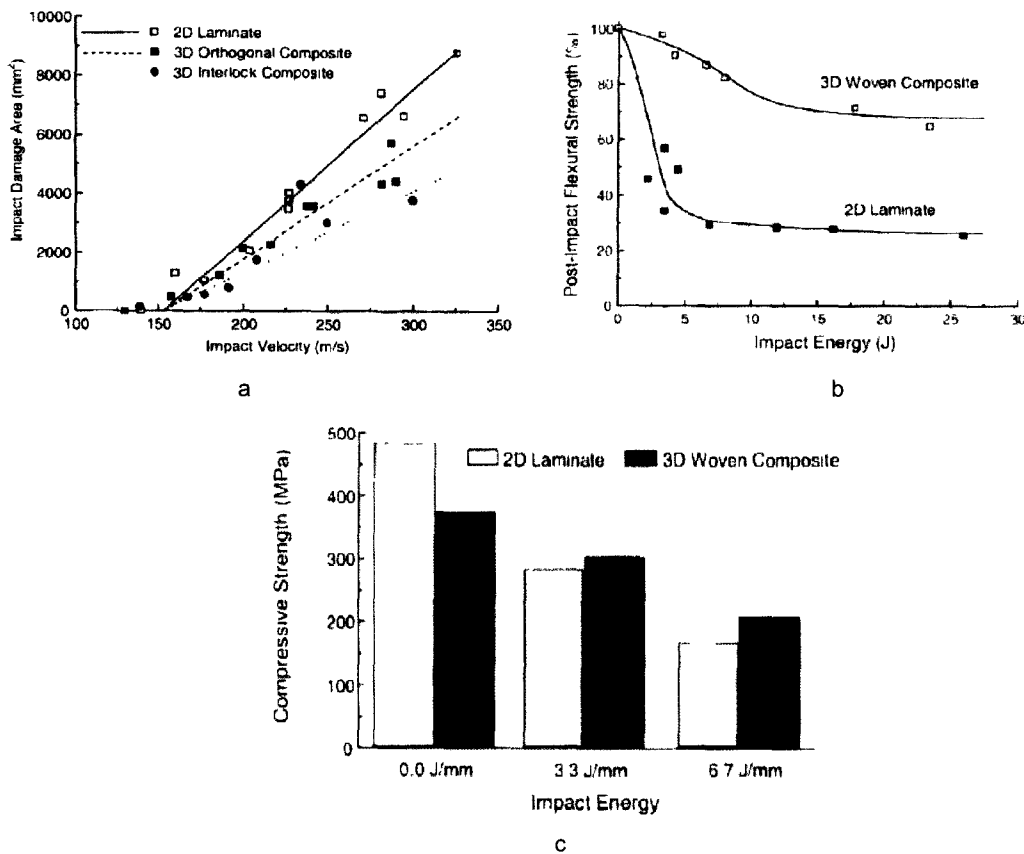 10000
8000
6000
4000
2000
0
Impact Damage Area (mm²)
2D Laminate
3D Orthogonal Composite
3D Interlock Composite
100 150 200 250 300 350
Impact Velocity (m/s)
a
100
80
60
40
20
0
Post-Impact Flexural Strength
3D Woven Composite
2D Laminate
0 5 10 15 20 25 30
Impact Energy (J)
b
500
400
300
200
100
0
Compressive Strength (MPa)
2D Laminate 3D Woven Composite
0.0 J/mm 3 3 J/mm 6 7 J/mm
Impact Energy
c